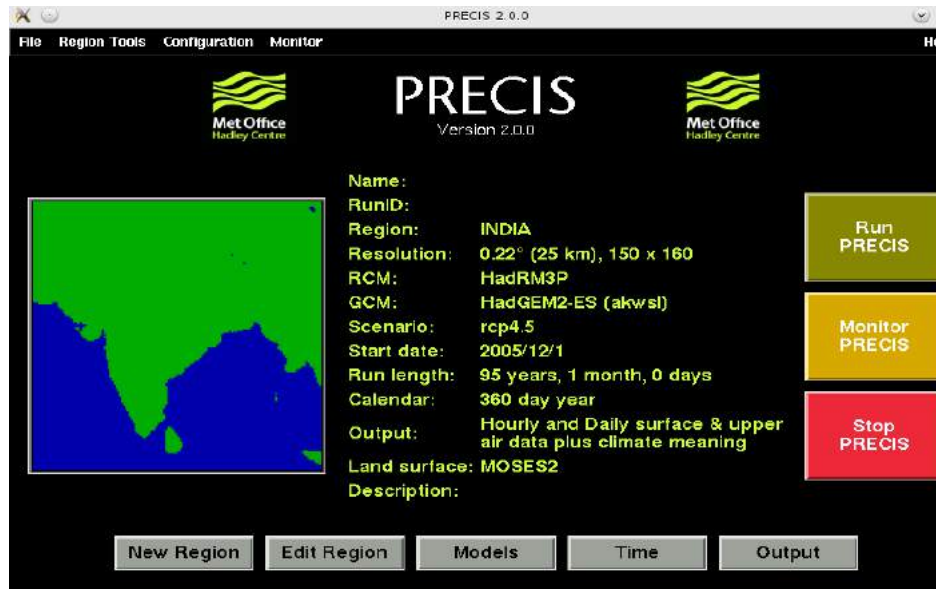 PRECIS 2.0.0
File Region Tools Configuration Monitor
Met Office
Hadley Centre
PRECIS
Version 2.0.0
Met Office
Hadley Centre
Name:
RunID:
Region: INDIA
Resolution: 0.22° (25 km), 150 x 160
RCM: HadRM3P
GCM: HadGEM2-ES (akwsl)
Scenario: rcp4.5
Start date: 2005/12/1
Run length: 95 years, 1 month, 0 days
Calendar: 360 day year
Output: Hourly and Daily surface & upper
air data plus climate meaning
Land surface: MOSES2
Description:
Run
PRECIS
Monitor
PRECIS
Stop
PRECIS
New Region Edit Region Models Time Output